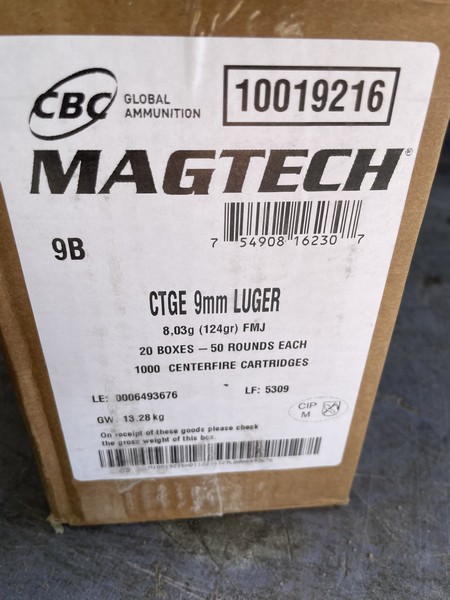 CBC GLOBAL AMMUNITION
10019216
MAGTECH®
7 54908 16230 7
9B
CTGE 9mm LUGER
8,03g (124gr) FMJ
20 BOXES – 50 ROUNDS EACH
1000 CENTERFIRE CARTRIDGES
LE: 0006493676 LF: 5309
CIP
M
GW 13.28 kg
On receipt of these goods please check
the gross weight of this box.